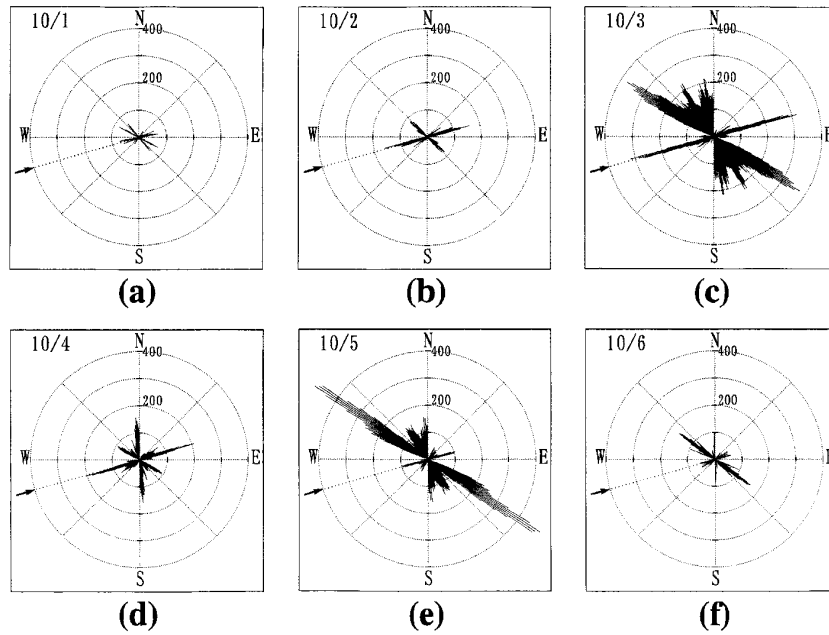 10/1 N 400 200 W E S
(a)
10/2 N 400 200 W E S
(b)
10/3 N 400 200 W E S
(c)
10/4 N 400 200 W E S
(d)
10/5 N 400 200 W E S
(e)
10/6 N 400 200 W E S
(f)